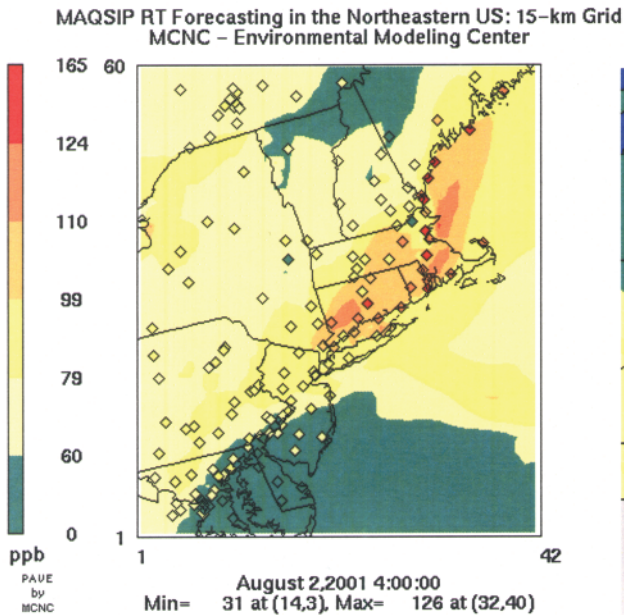 MAQSIP RT Forecasting in the Northeastern US: 15-km Grid
MCNC - Environmental Modeling Center
165
124
110
99
79
60
0
ppb
PAVE
by
MCNC
60
1
1
42
August 2,2001 4:00:00
Min= 31 at (14,3), Max= 126 at (32,40)